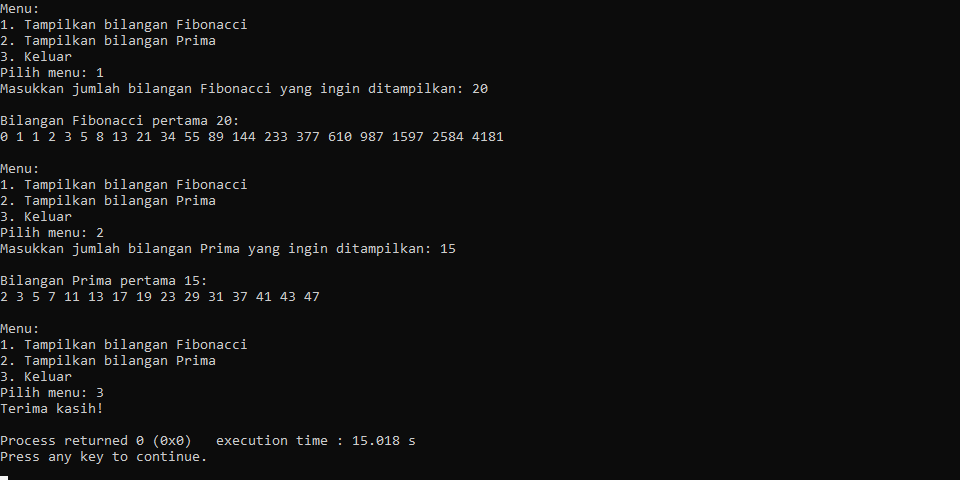 Menu:
1. Tampilkan bilangan Fibonacci
2. Tampilkan bilangan Prima
3. Keluar
Pilih menu: 1
Masukkan jumlah bilangan Fibonacci yang ingin ditampilkan: 20
Bilangan Fibonacci pertama 20:
0 1 1 2 3 5 8 13 21 34 55 89 144 233 377 610 987 1597 2584 4181
Menu:
1. Tampilkan bilangan Fibonacci
2. Tampilkan bilangan Prima
3. Keluar
Pilih menu: 2
Masukkan jumlah bilangan Prima yang ingin ditampilkan: 15
Bilangan Prima pertama 15:
2 3 5 7 11 13 17 19 23 29 31 37 41 43 47
Menu:
1. Tampilkan bilangan Fibonacci
2. Tampilkan bilangan Prima
3. Keluar
Pilih menu: 3
Terima kasih!
Process returned 0 (0x0)   execution time : 15.018 s
Press any key to continue.